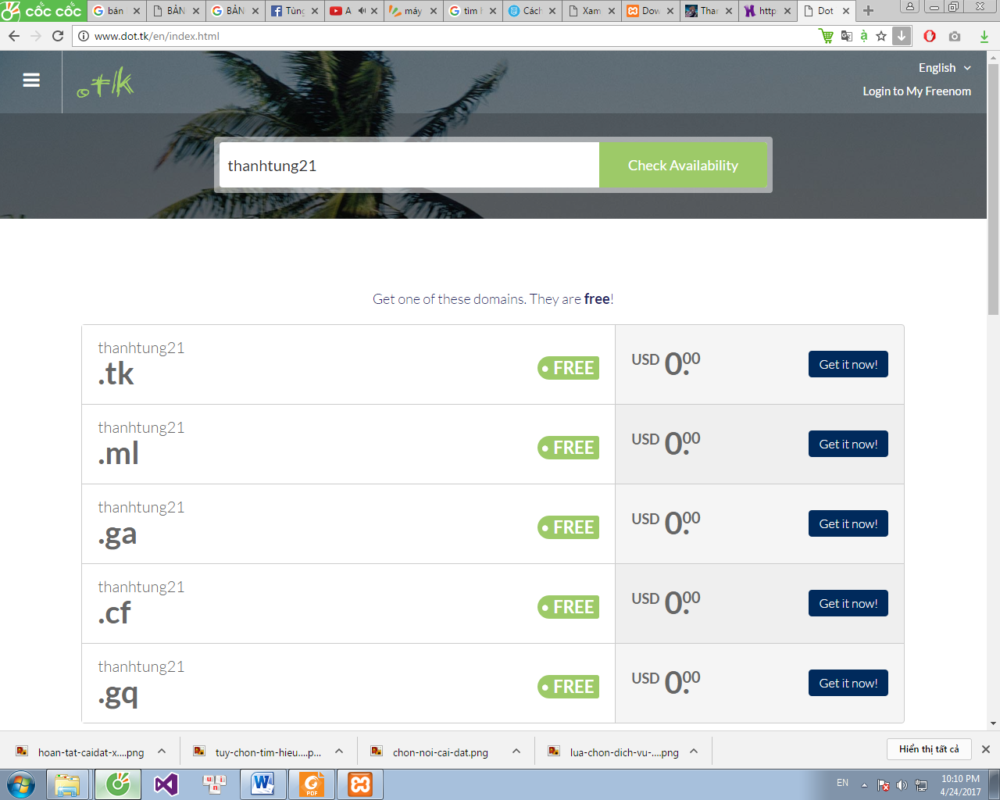 cốc cốc
bán
BẢN
BẢN
Tùng
A
máy
tìm k
Cách
Xam
Dow
Than
http
Dot
www.dot.tk/en/index.html
.tk
English
Login to My Freenom
thanhtung21
Check Availability
Get one of these domains. They are free!
thanhtung21
.tk
FREE
USD 0.00
Get it now!
thanhtung21
.ml
FREE
USD 0.00
Get it now!
thanhtung21
.ga
FREE
USD 0.00
Get it now!
thanhtung21
.cf
FREE
USD 0.00
Get it now!
thanhtung21
.gq
FREE
USD 0.00
Get it now!
hoan-tat-caidat-x....png
tuy-chon-tim-hieu....p...
chon-noi-cai-dat.png
lua-chon-dich-vu-....png
Hiển thị tất cả
PDF
EN
10:10 PM
4/24/2017